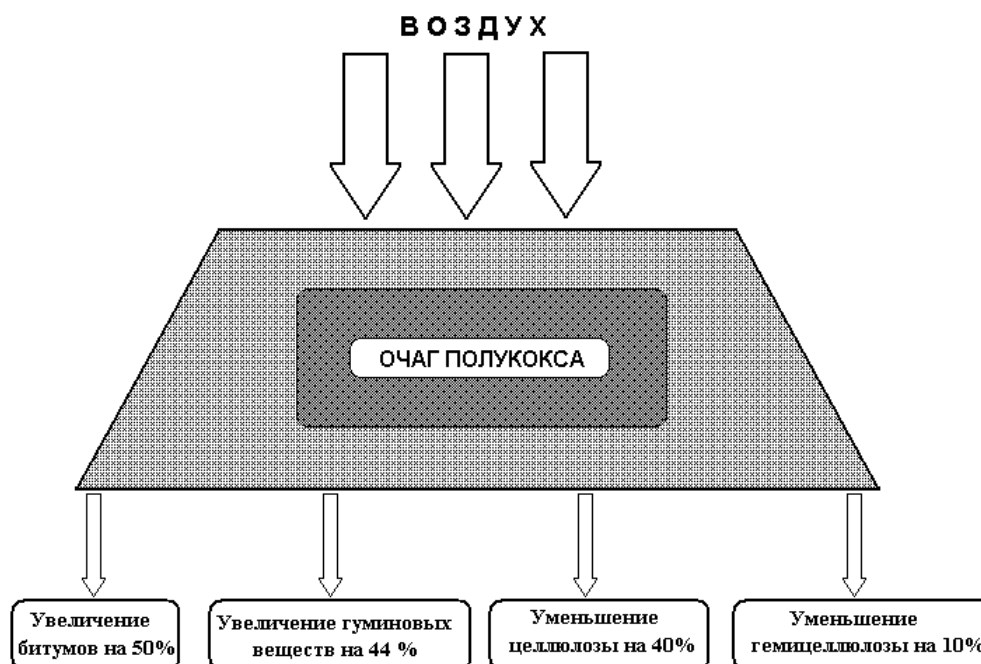 ВОЗДУХ
ОЧАГ ПОЛУКОКСА
Увеличение
битумов на 50%
Увеличение гуминовых
веществ на 44 %
Уменьшение
целлюлозы на 40%
Уменьшение
гемицеллюлозы на 10%